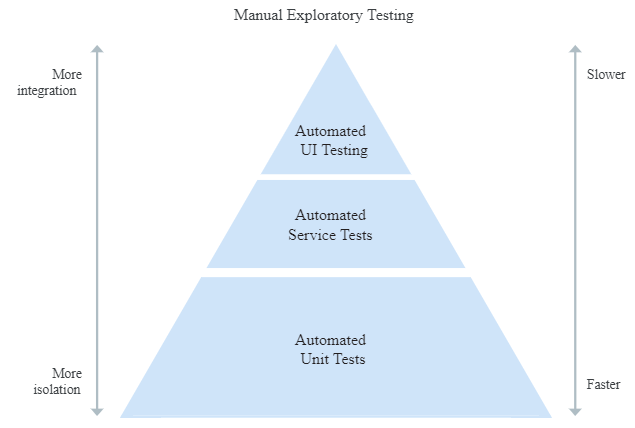 Manual Exploratory Testing
More
integration
Slower
Automated
UI Testing
Automated
Service Tests
Automated
Unit Tests
More
isolation
Faster